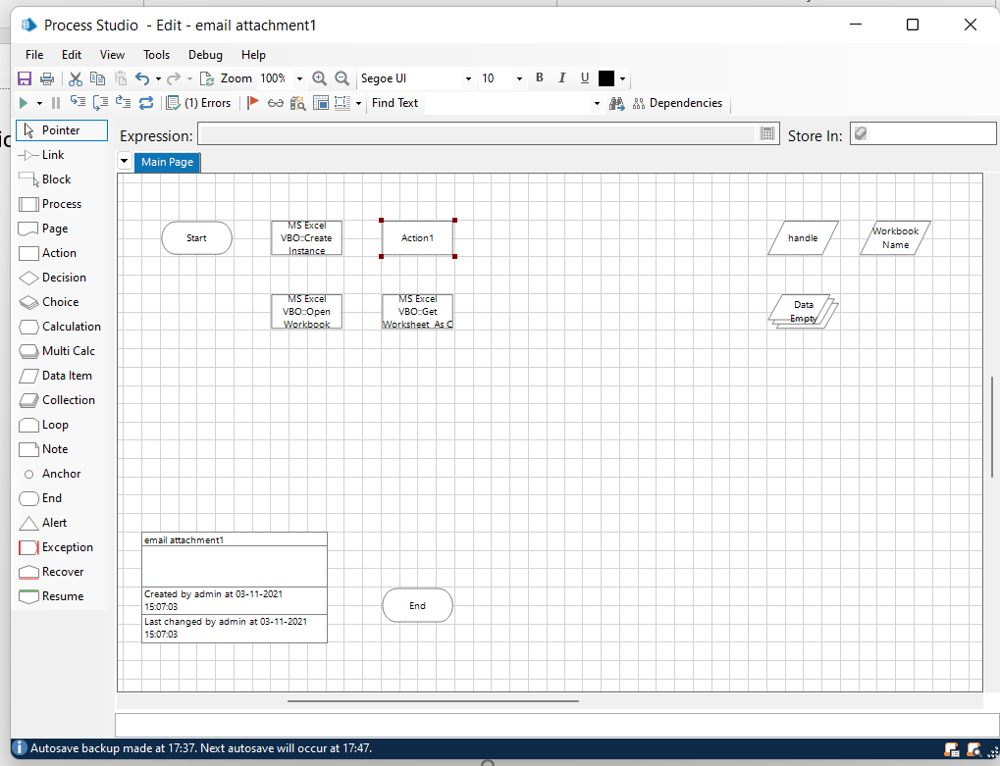 Process Studio - Edit - email attachment1
File Edit View Tools Debug Help
Zoom 100% Segoe UI 10 B I U
(1) Errors Find Text Dependencies
Pointer
Link
Block
Process
Page
Action
Decision
Choice
Calculation
Multi Calc
Data Item
Collection
Loop
Note
Anchor
End
Alert
Exception
Recover
Resume
Expression: Store In:
Main Page
Start
MS Excel
VBO::Create
Instance
Action1
handle
Workbook
Name
MS Excel
VBO::Open
Workbook
MS Excel
VBO::Get
Worksheet As C
Data
Empty
email attachment1
Created by admin at 03-11-2021
15:07:03
Last changed by admin at 03-11-2021
15:07:03
End
Autosave backup made at 17:37. Next autosave will occur at 17:47.